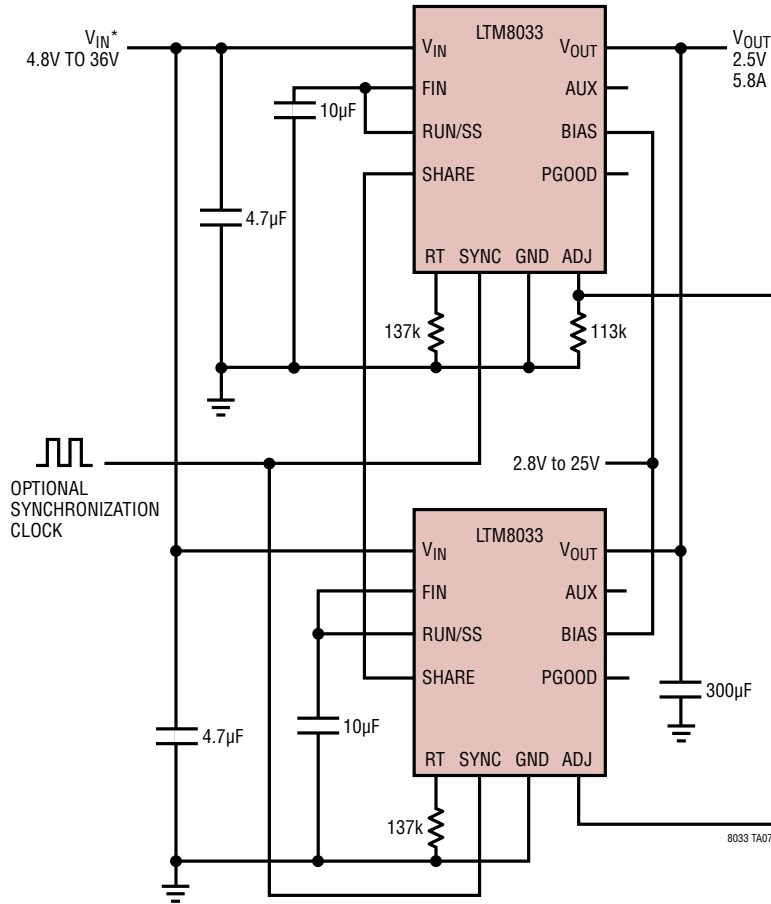 VIN*
4.8V TO 36V
LTM8033
VIN
VOUT
VOUT
2.5V
5.8A
FIN
AUX
10µF
RUN/SS
BIAS
SHARE
PGOOD
4.7µF
RT
SYNC
GND
ADJ
137k
113k
OPTIONAL
SYNCHRONIZATION
CLOCK
2.8V to 25V
LTM8033
VIN
VOUT
FIN
AUX
RUN/SS
BIAS
SHARE
PGOOD
300µF
4.7µF
10µF
RT
SYNC
GND
ADJ
137k
8033 TA07